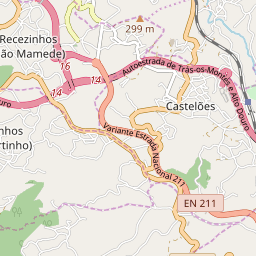 299 m
Recezinhos
ão Mamede)
16
14
14
Autoestrada de Trás-os-Montes e Alto Douro
Castelões
ouro
nhos
rtinho)
Variante Estrada Nacional 211
EN 211